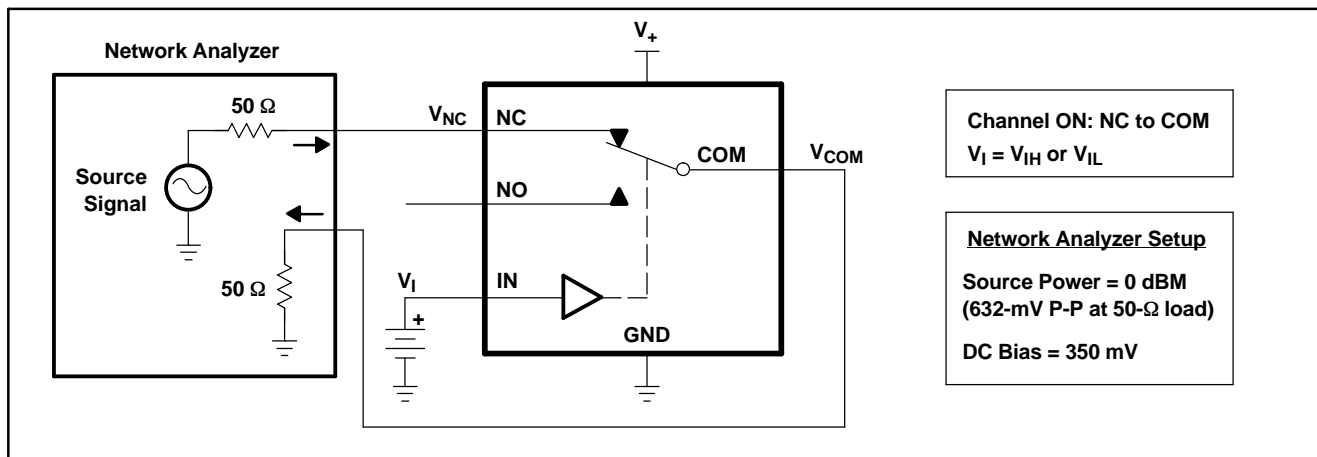 Network Analyzer
50 Ω
Source
Signal
50 Ω
V+
VNC
NC
COM
VCOM
NO
VI
+
IN
GND
Channel ON: NC to COM
VI = VIH or VIL
Network Analyzer Setup
Source Power = 0 dBM
(632-mV P-P at 50-Ω load)
DC Bias = 350 mV